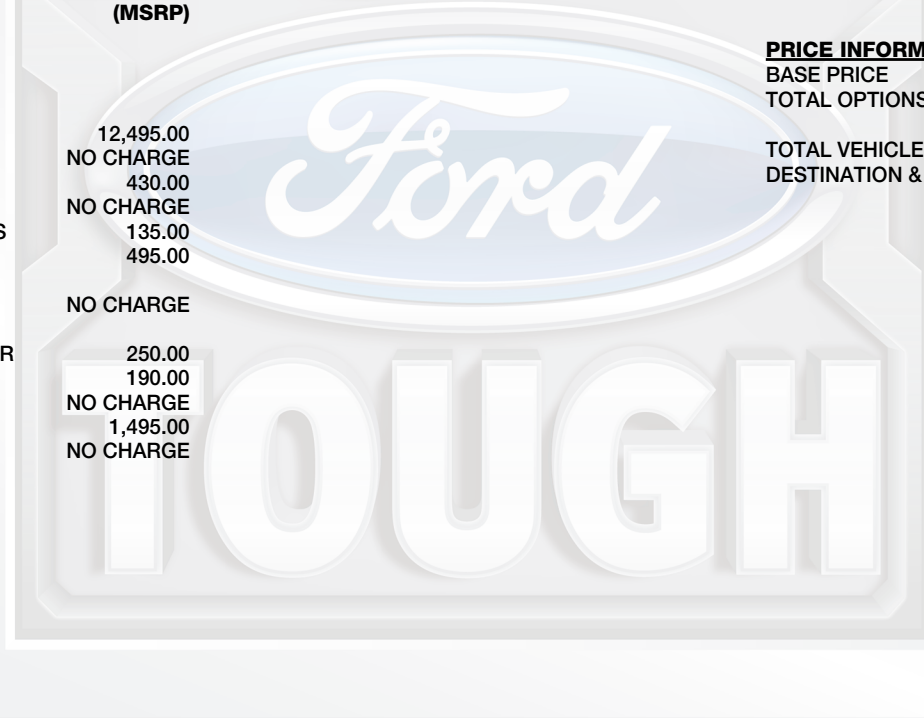 (MSRP)
12,495.00
NO CHARGE
430.00
NO CHARGE
S 135.00
495.00
NO CHARGE
R 250.00
190.00
NO CHARGE
1,495.00
NO CHARGE
PRICE INFORM
BASE PRICE
TOTAL OPTIONS
TOTAL VEHICLE
DESTINATION &
Ford
TOUGH